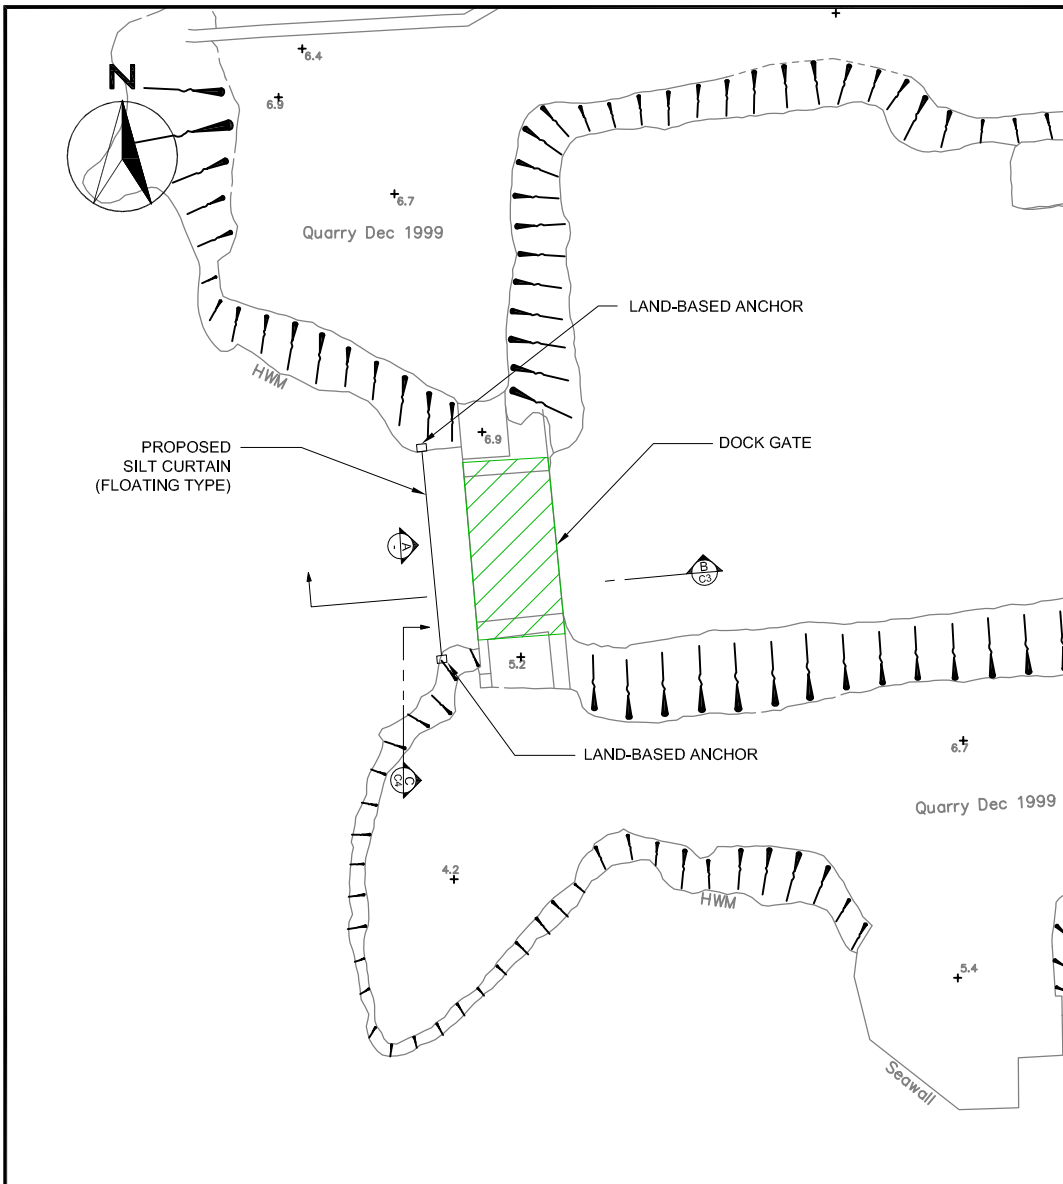 N
6.4
6.9
6.7
Quarry Dec 1999
LAND-BASED ANCHOR
HWM
PROPOSED
SILT CURTAIN
(FLOATING TYPE)
6.9
DOCK GATE
A
-
B
C3
5.2
LAND-BASED ANCHOR
C
C4
6.7
Quarry Dec 1999
4.2
HWM
5.4
Seawall